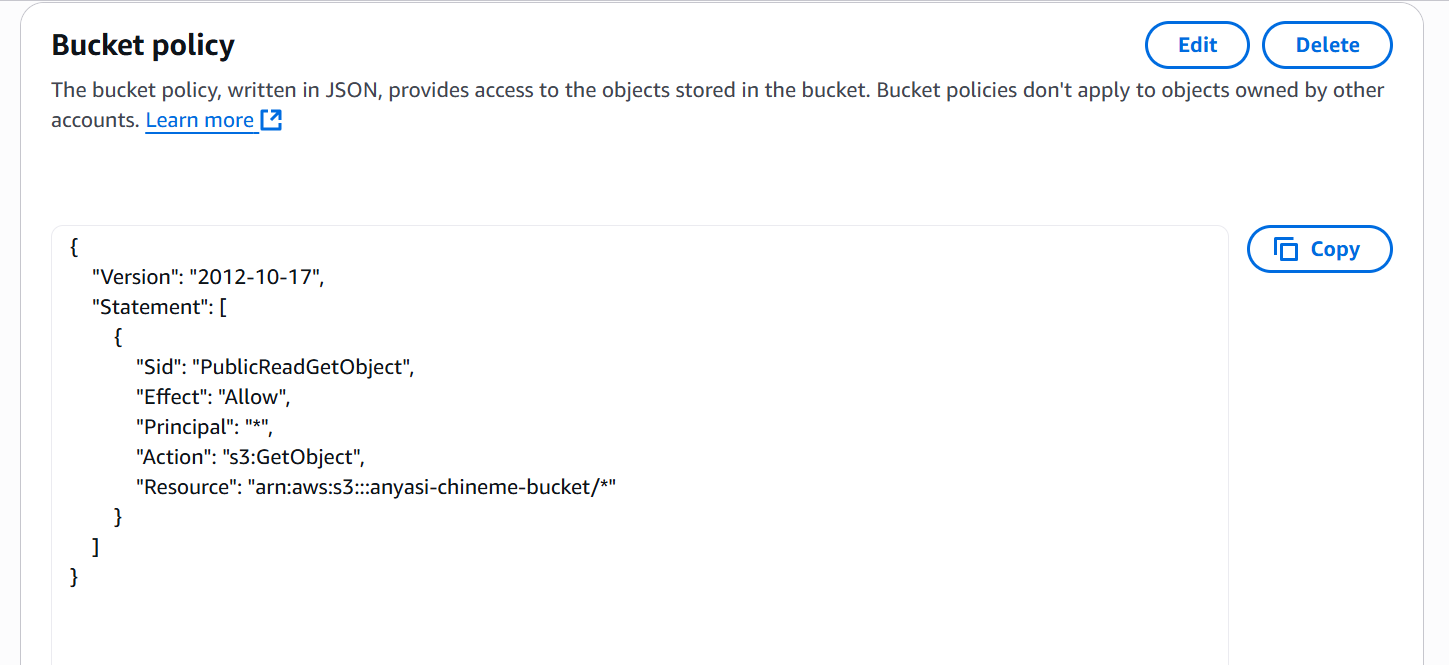 Bucket policy
Edit
Delete
The bucket policy, written in JSON, provides access to the objects stored in the bucket. Bucket policies don't apply to objects owned by other
accounts. Learn more
Copy
{
"Version": "2012-10-17",
"Statement": [
{
"Sid": "PublicReadGetObject",
"Effect": "Allow",
"Principal": "*",
"Action": "s3:GetObject",
"Resource": "arn:aws:s3:::anyasi-chineme-bucket/*"
}
]
}